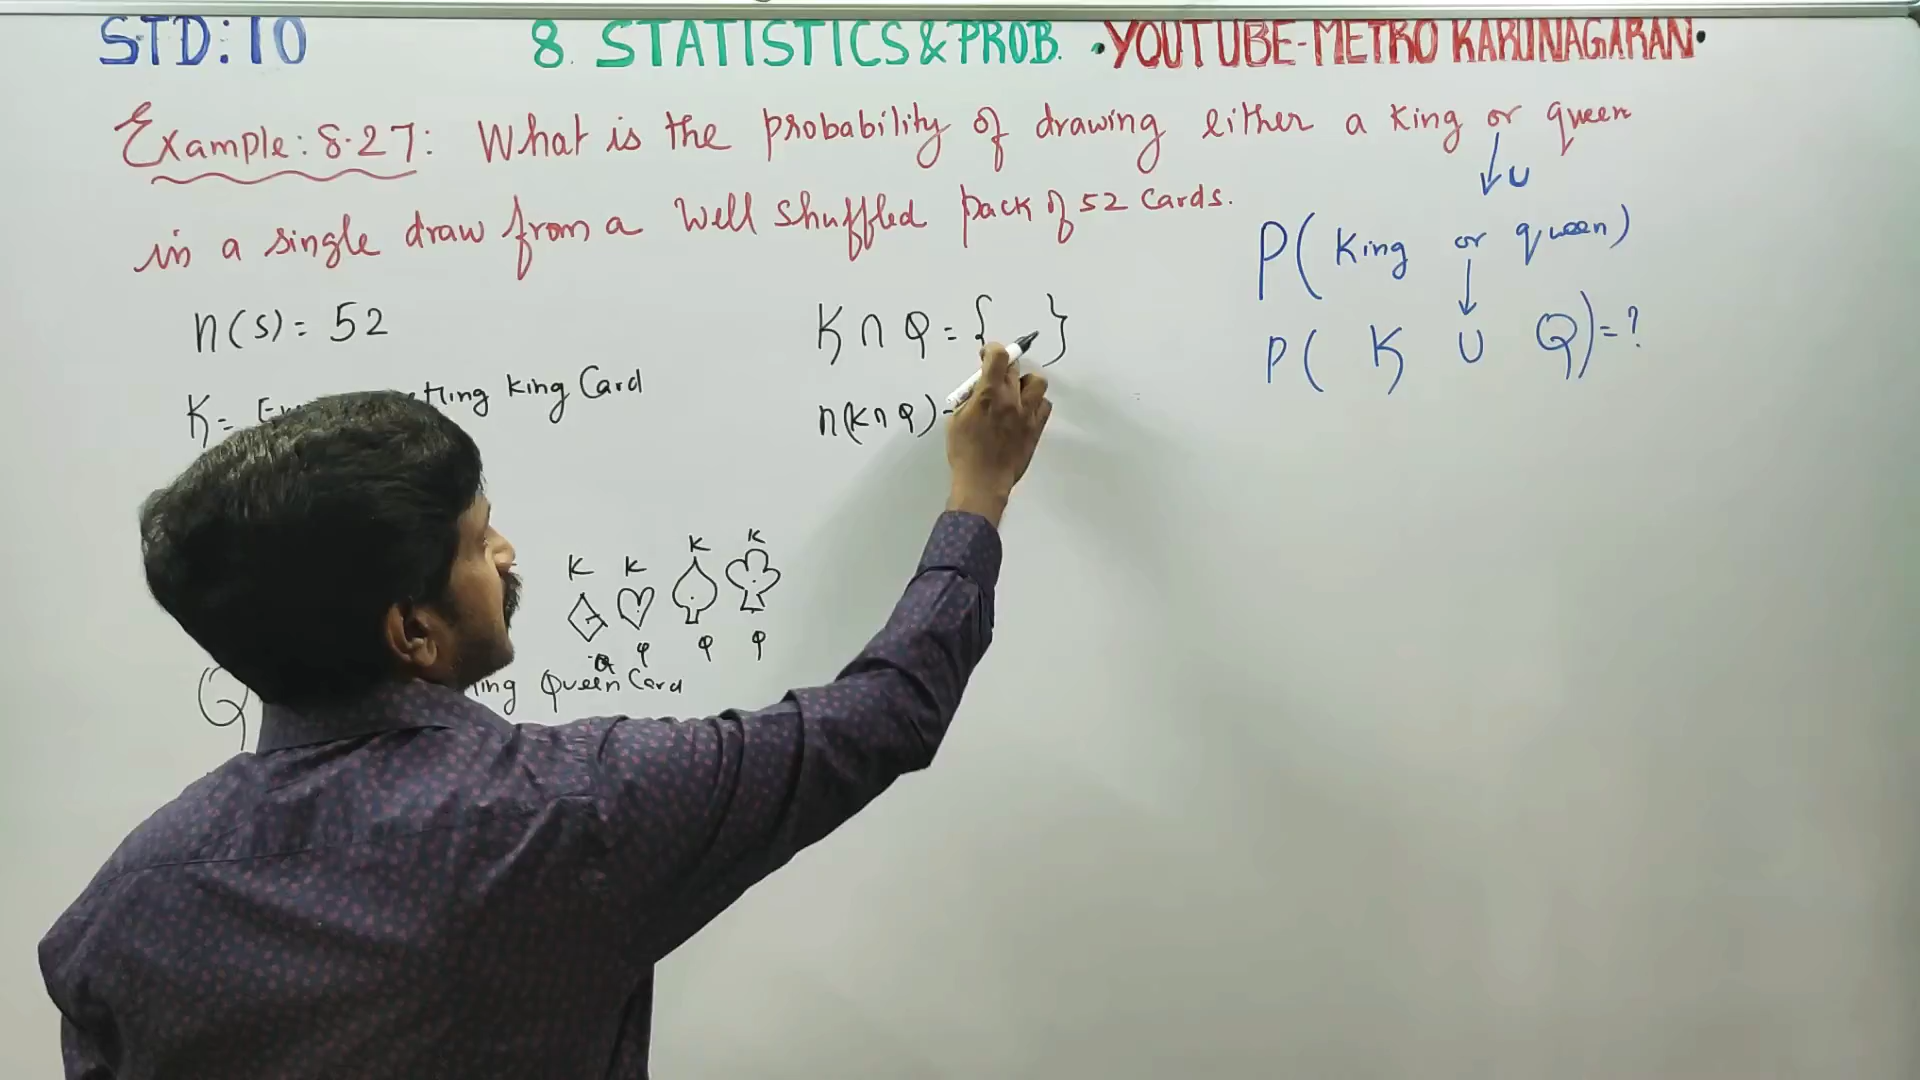 STD:10 8. STATISTICS & PROB. •YOUTUBE-METRO KARUNAGARAN•
Example:8.27: What is the probability of drawing either a king or queen
in a single draw from a well shuffled pack of 52 cards.
U
P( King or queen)
P( K U Q)=?
n(s)= 52
K= king Card
K K K K
Q Q Q Q
Q Queen Card
K ∩ Q = { }
n(K∩Q)